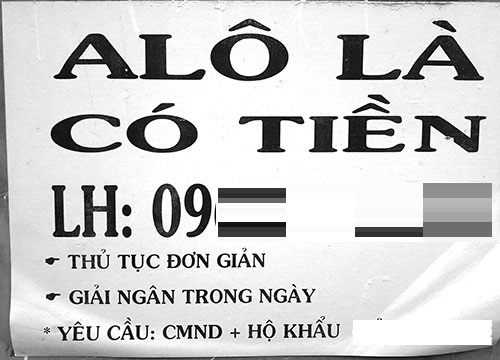 ALÔ LÀ
CÓ TIỀN
LH: 09
☛ THỦ TỤC ĐƠN GIẢN
☛ GIẢI NGÂN TRONG NGÀY
* YÊU CẦU: CMND + HỘ KHẨU